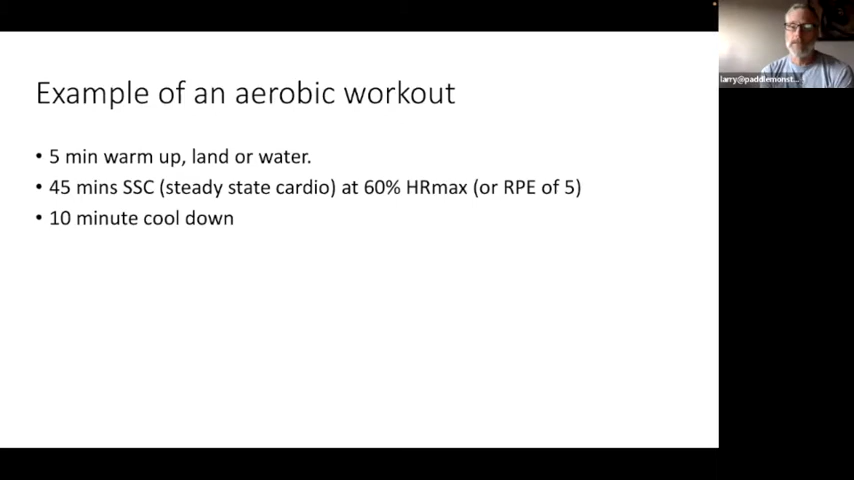 Example of an aerobic workout
• 5 min warm up, land or water.
• 45 mins SSC (steady state cardio) at 60% HRmax (or RPE of 5)
• 10 minute cool down
larry@paddlemonst...